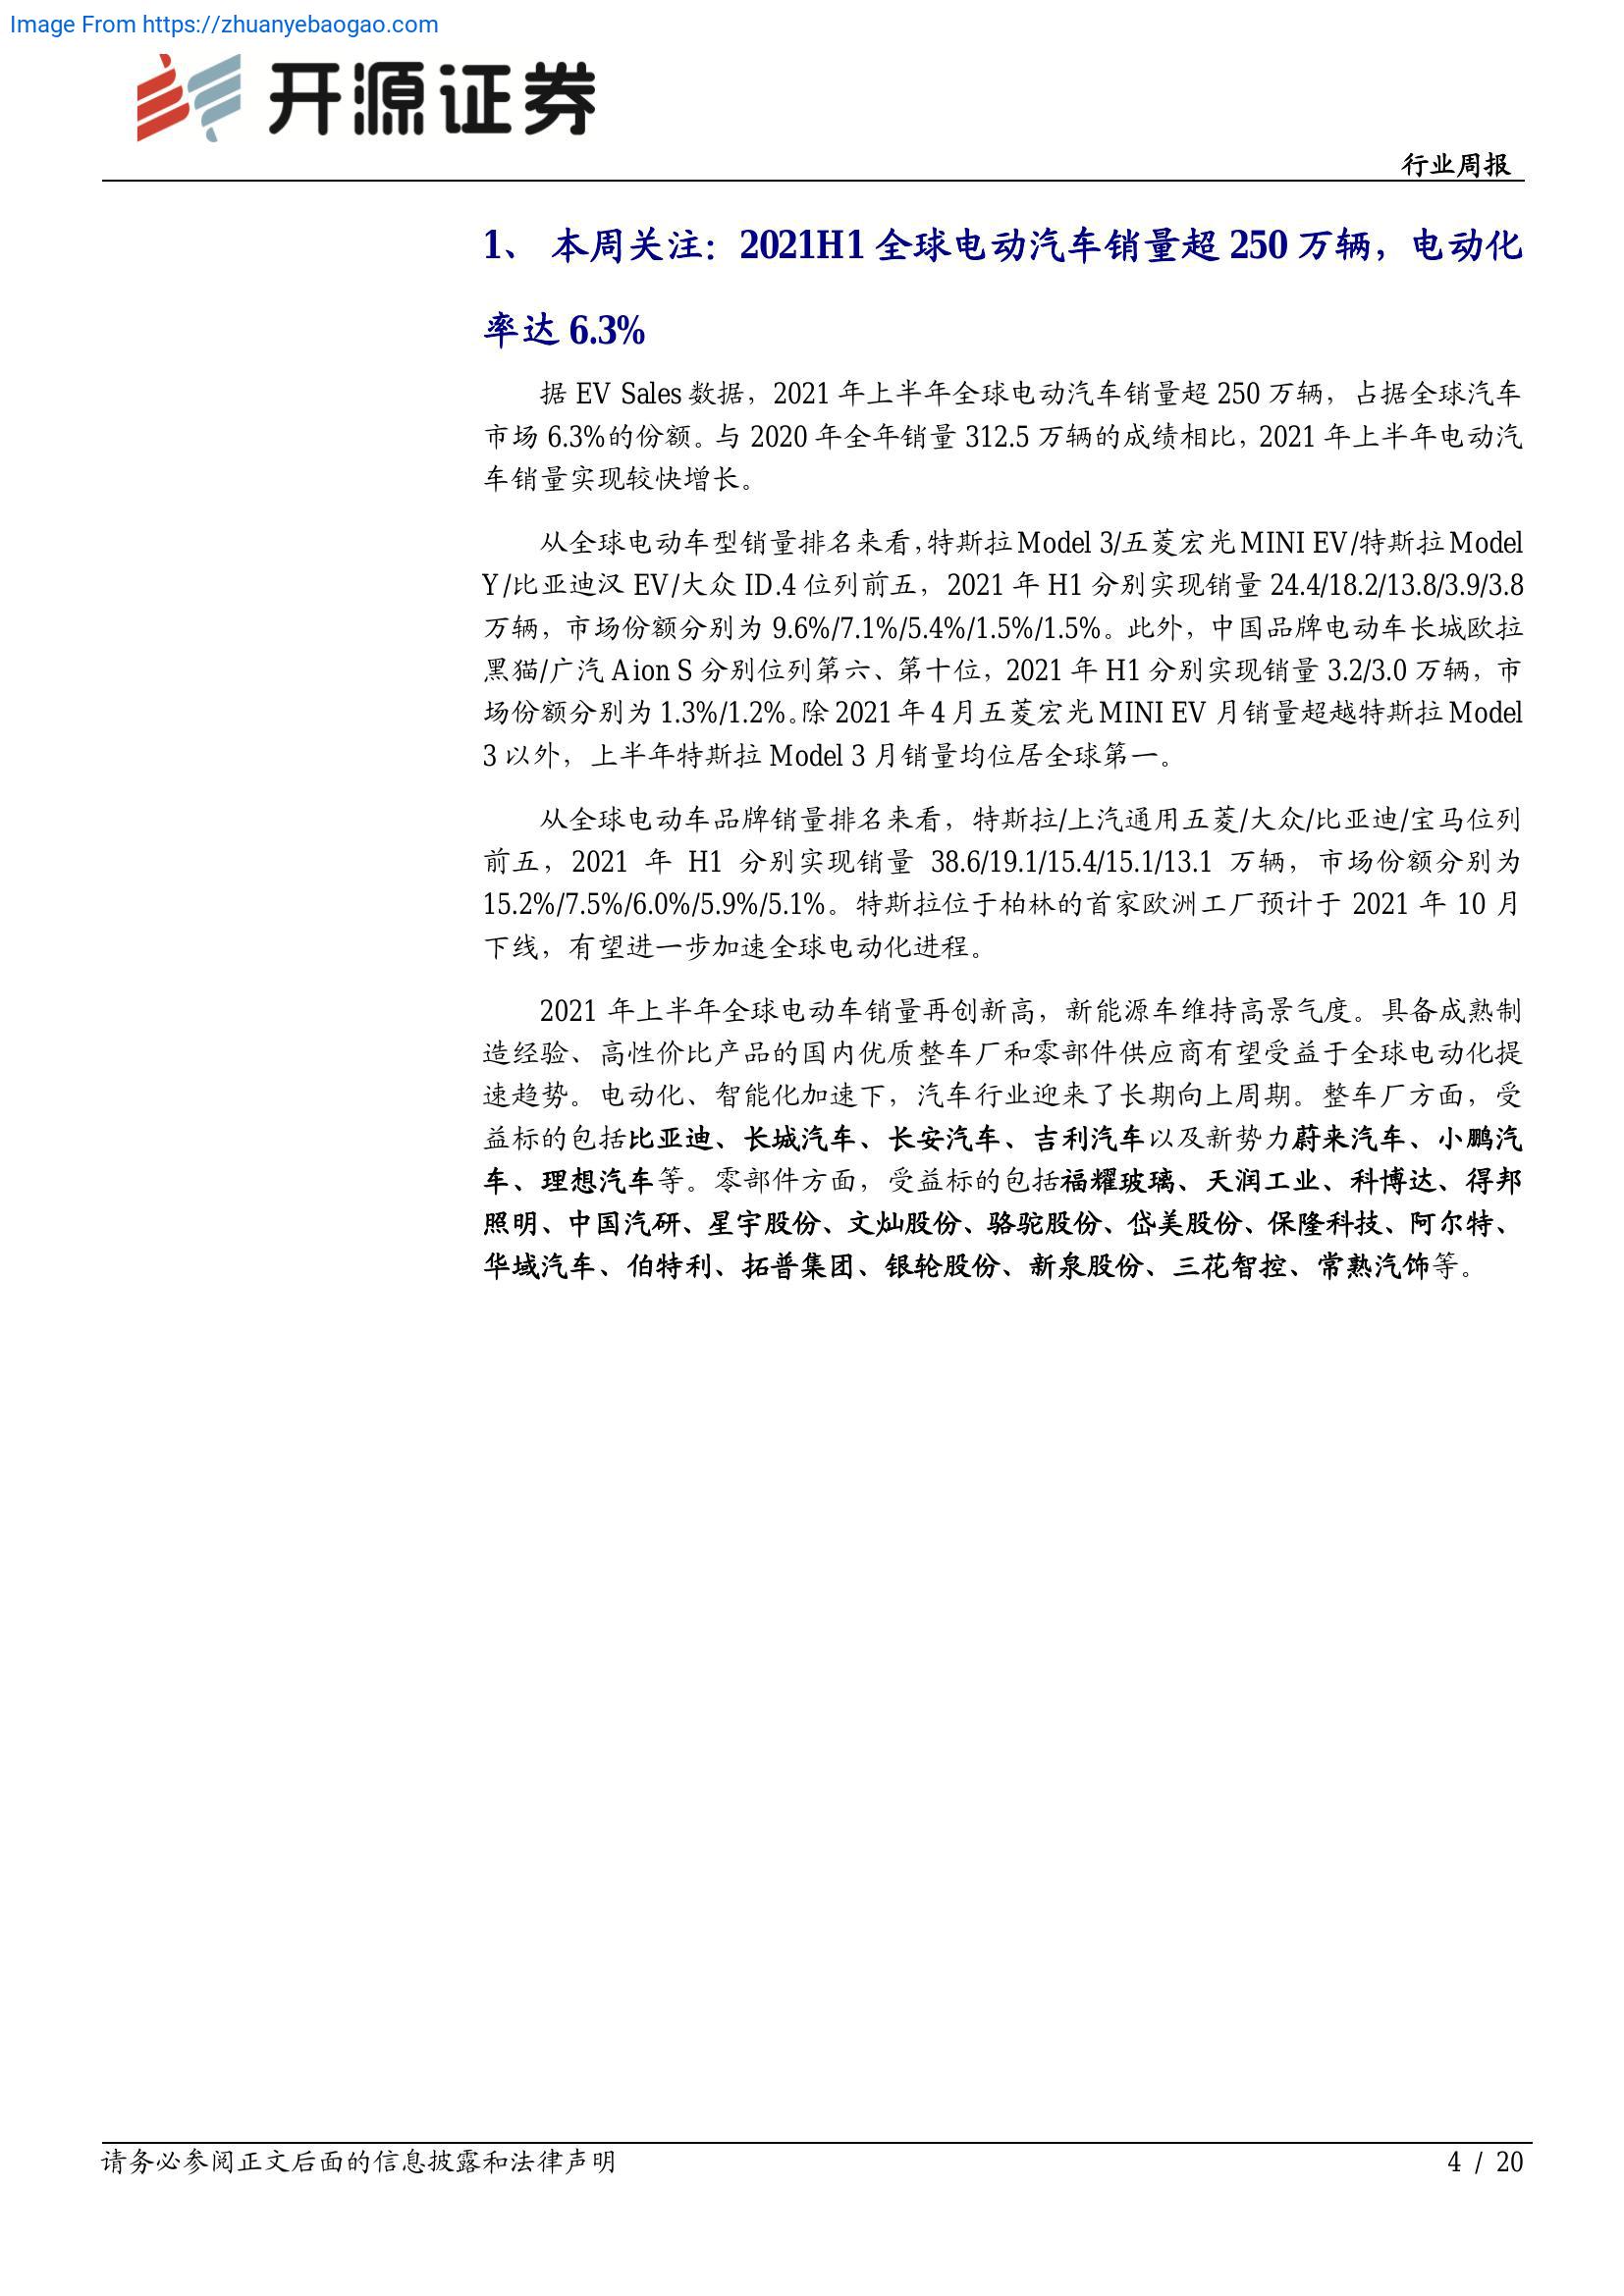 Image From https://zhuanyebaogao.com
开源证券
行业周报
1、 本周关注：2021H1 全球电动汽车销量超 250 万辆，电动化
率达 6.3%
据 EV Sales 数据，2021 年上半年全球电动汽车销量超 250 万辆，占据全球汽车
市场 6.3%的份额。与 2020 年全年销量 312.5 万辆的成绩相比，2021 年上半年电动汽
车销量实现较快增长。
从全球电动车型销量排名来看，特斯拉 Model 3/五菱宏光 MINI EV/特斯拉 Model
Y/比亚迪汉 EV/大众 ID.4 位列前五，2021 年 H1 分别实现销量 24.4/18.2/13.8/3.9/3.8
万辆，市场份额分别为 9.6%/7.1%/5.4%/1.5%/1.5%。此外，中国品牌电动车长城欧拉
黑猫/广汽 Aion S 分别位列第六、第十位，2021 年 H1 分别实现销量 3.2/3.0 万辆，市
场份额分别为 1.3%/1.2%。除 2021 年 4 月五菱宏光 MINI EV 月销量超越特斯拉 Model
3 以外，上半年特斯拉 Model 3 月销量均位居全球第一。
从全球电动车品牌销量排名来看，特斯拉/上汽通用五菱/大众/比亚迪/宝马位列
前五，2021 年 H1 分别实现销量 38.6/19.1/15.4/15.1/13.1 万辆，市场份额分别为
15.2%/7.5%/6.0%/5.9%/5.1%。特斯拉位于柏林的首家欧洲工厂预计于 2021 年 10 月
下线，有望进一步加速全球电动化进程。
2021 年上半年全球电动车销量再创新高，新能源车维持高景气度。具备成熟制
造经验、高性价比产品的国内优质整车厂和零部件供应商有望受益于全球电动化提
速趋势。电动化、智能化加速下，汽车行业迎来了长期向上周期。整车厂方面，受
益标的包括比亚迪、长城汽车、长安汽车、吉利汽车以及新势力蔚来汽车、小鹏汽
车、理想汽车等。零部件方面，受益标的包括福耀玻璃、天润工业、科博达、得邦
照明、中国汽研、星宇股份、文灿股份、骆驼股份、岱美股份、保隆科技、阿尔特、
华域汽车、伯特利、拓普集团、银轮股份、新泉股份、三花智控、常熟汽饰等。
请务必参阅正文后面的信息披露和法律声明
4 / 20